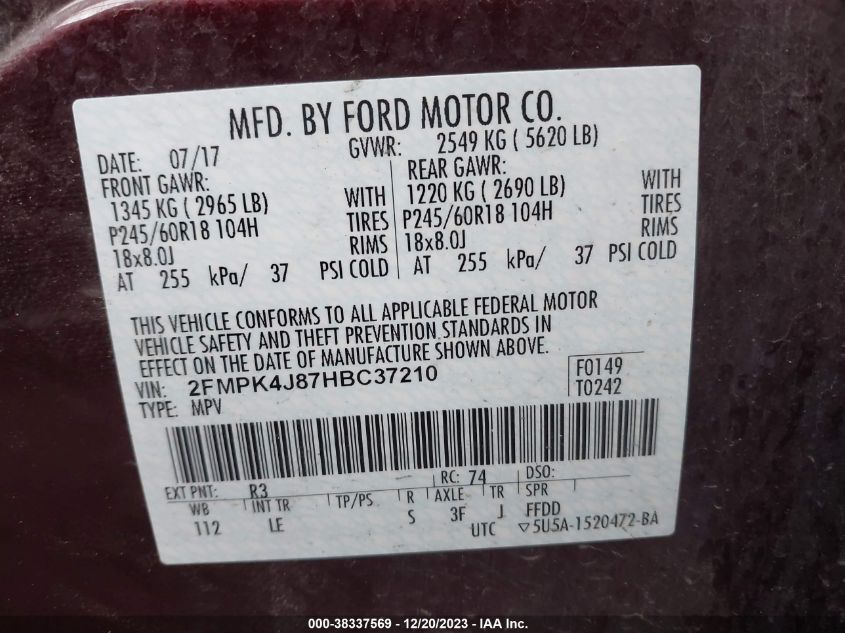 MFD. BY FORD MOTOR CO.
DATE: 07/17 GVWR: 2549 KG ( 5620 LB)
FRONT GAWR: REAR GAWR:
1345 KG ( 2965 LB) WITH 1220 KG ( 2690 LB) WITH
P245/60R18 104H TIRES P245/60R18 104H TIRES
18x8.0J RIMS 18x8.0J RIMS
AT 255 kPa/ 37 PSI COLD AT 255 kPa/ 37 PSI COLD
THIS VEHICLE CONFORMS TO ALL APPLICABLE FEDERAL MOTOR
VEHICLE SAFETY AND THEFT PREVENTION STANDARDS IN
EFFECT ON THE DATE OF MANUFACTURE SHOWN ABOVE.
VIN: 2FMPK4J87HBC37210 F0149
TYPE: MPV T0242
EXT PNT: R3 RC: 74 DSO:
WB INT TR TP/PS R AXLE TR SPR
112 LE S 3F J FFDD
UTC ▽5U5A-1520472-BA
000-38337569 - 12/20/2023 - IAA Inc.